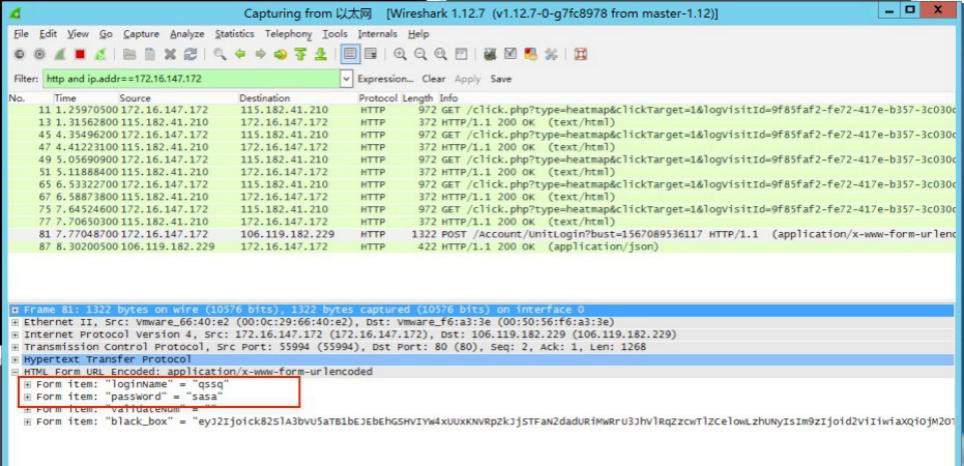 Capturing from 以太网   [Wireshark 1.12.7  (v1.12.7-0-g7fc8978 from master-1.12)]
File Edit View Go Capture Analyze Statistics Telephony Tools Internals Help
Filter: http and ip.addr==172.16.147.172 Expression... Clear Apply Save
No. Time Source Destination Protocol Length Info
11 1.25970500 172.16.147.172 115.182.41.210 HTTP 972 GET /click.php?type=heatmap&clickTarget=1&logVisitId=9f85faf2-fe72-417e-b357-3c030c
13 1.31562800 115.182.41.210 172.16.147.172 HTTP 372 HTTP/1.1 200 OK (text/html)
45 4.35496200 172.16.147.172 115.182.41.210 HTTP 972 GET /click.php?type=heatmap&clickTarget=1&logVisitId=9f85faf2-fe72-417e-b357-3c030c
47 4.41223100 115.182.41.210 172.16.147.172 HTTP 372 HTTP/1.1 200 OK (text/html)
49 5.05690900 172.16.147.172 115.182.41.210 HTTP 972 GET /click.php?type=heatmap&clickTarget=1&logVisitId=9f85faf2-fe72-417e-b357-3c030c
51 5.11888400 115.182.41.210 172.16.147.172 HTTP 372 HTTP/1.1 200 OK (text/html)
65 6.53322700 172.16.147.172 115.182.41.210 HTTP 972 GET /click.php?type=heatmap&clickTarget=1&logVisitId=9f85faf2-fe72-417e-b357-3c030c
67 6.58873800 115.182.41.210 172.16.147.172 HTTP 372 HTTP/1.1 200 OK (text/html)
75 7.64524600 172.16.147.172 115.182.41.210 HTTP 972 GET /click.php?type=heatmap&clickTarget=1&logVisitId=9f85faf2-fe72-417e-b357-3c030c
77 7.70650300 115.182.41.210 172.16.147.172 HTTP 372 HTTP/1.1 200 OK (text/html)
81 7.77048700 172.16.147.172 106.119.182.229 HTTP 1322 POST /Account/UnitLogin?bust=1567089536117 HTTP/1.1 (application/x-www-form-urlenc
87 8.30200500 106.119.182.229 172.16.147.172 HTTP 422 HTTP/1.1 200 OK (application/json)
Frame 81: 1322 bytes on wire (10576 bits), 1322 bytes captured (10576 bits) on interface 0
Ethernet II, Src: Vmware_66:40:e2 (00:0c:29:66:40:e2), Dst: Vmware_f6:a3:3e (00:50:56:f6:a3:3e)
Internet Protocol Version 4, Src: 172.16.147.172 (172.16.147.172), Dst: 106.119.182.229 (106.119.182.229)
Transmission Control Protocol, Src Port: 55994 (55994), Dst Port: 80 (80), Seq: 2, Ack: 1, Len: 1268
Hypertext Transfer Protocol
HTML Form URL Encoded: application/x-www-form-urlencoded
Form item: "loginName" = "qssq"
Form item: "passWord" = "sasa"
Form item: "validateNum" = ""
Form item: "black_box" =